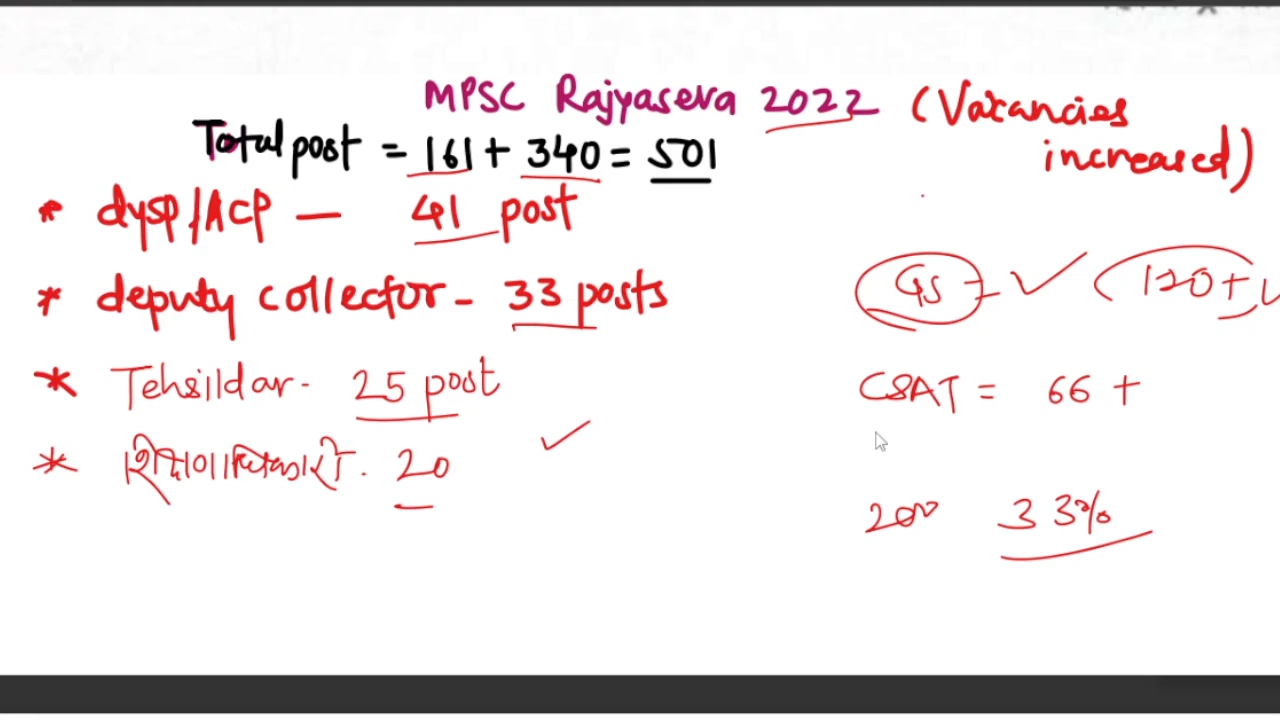 MPSC Rajyaseva 2022 (Vacancies increased)
Total post = 161 + 340 = 501
* dysp/ACP — 41 post
* deputy collector - 33 posts
* Tehsildar - 25 post
* 20 ✓
GS = ✓ (120+
CSAT = 66 +
200 33%